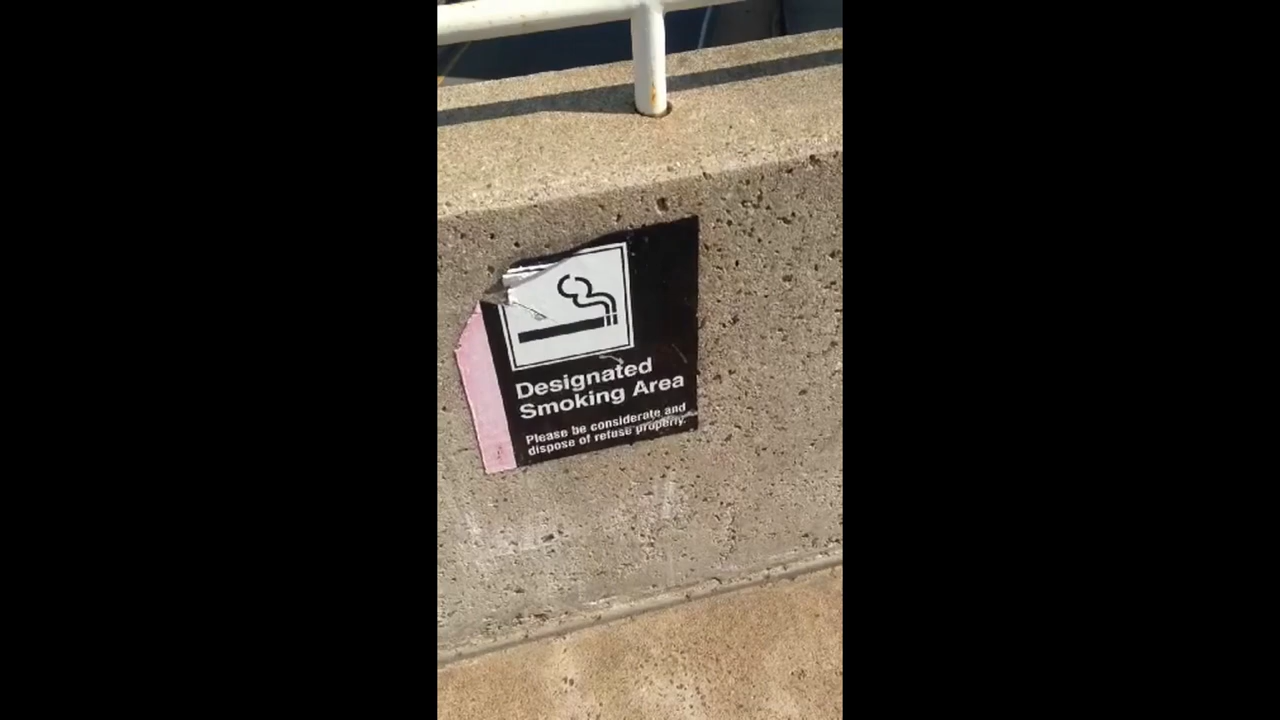 Designated
Smoking Area
Please be considerate and
dispose of refuse properly.